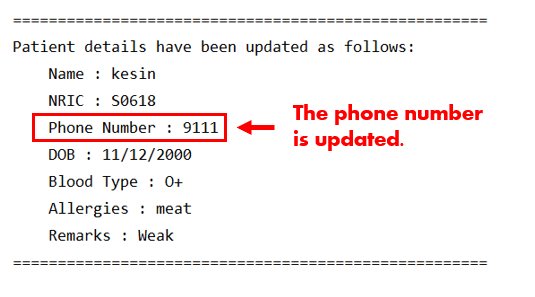 ================================================
Patient details have been updated as follows:
Name : kesin
NRIC : S0618
Phone Number : 9111
The phone number
is updated.
DOB : 11/12/2000
Blood Type : O+
Allergies : meat
Remarks : Weak
================================================